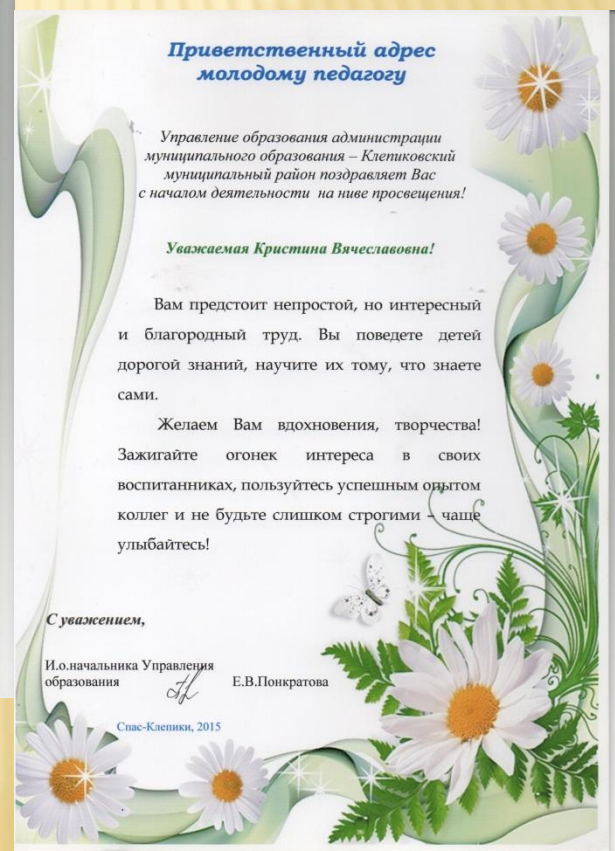 Приветственный адрес
молодому педагогу
Управление образования администрации
муниципального образования – Клепиковский
муниципальный район поздравляет Вас
с началом деятельности на ниве просвещения!
Уважаемая Кристина Вячеславовна!
Вам предстоит непростой, но интересный
и благородный труд. Вы поведете детей
дорогой знаний, научите их тому, что знаете
сами.
Желаем Вам вдохновения, творчества!
Зажигайте огонек интереса в своих
воспитанниках, пользуйтесь успешным опытом
коллег и не будьте слишком строгими – чаще
улыбайтесь!
С уважением,
И.о.начальника Управления
образования Е.В.Понкратова
Спас-Клепики, 2015